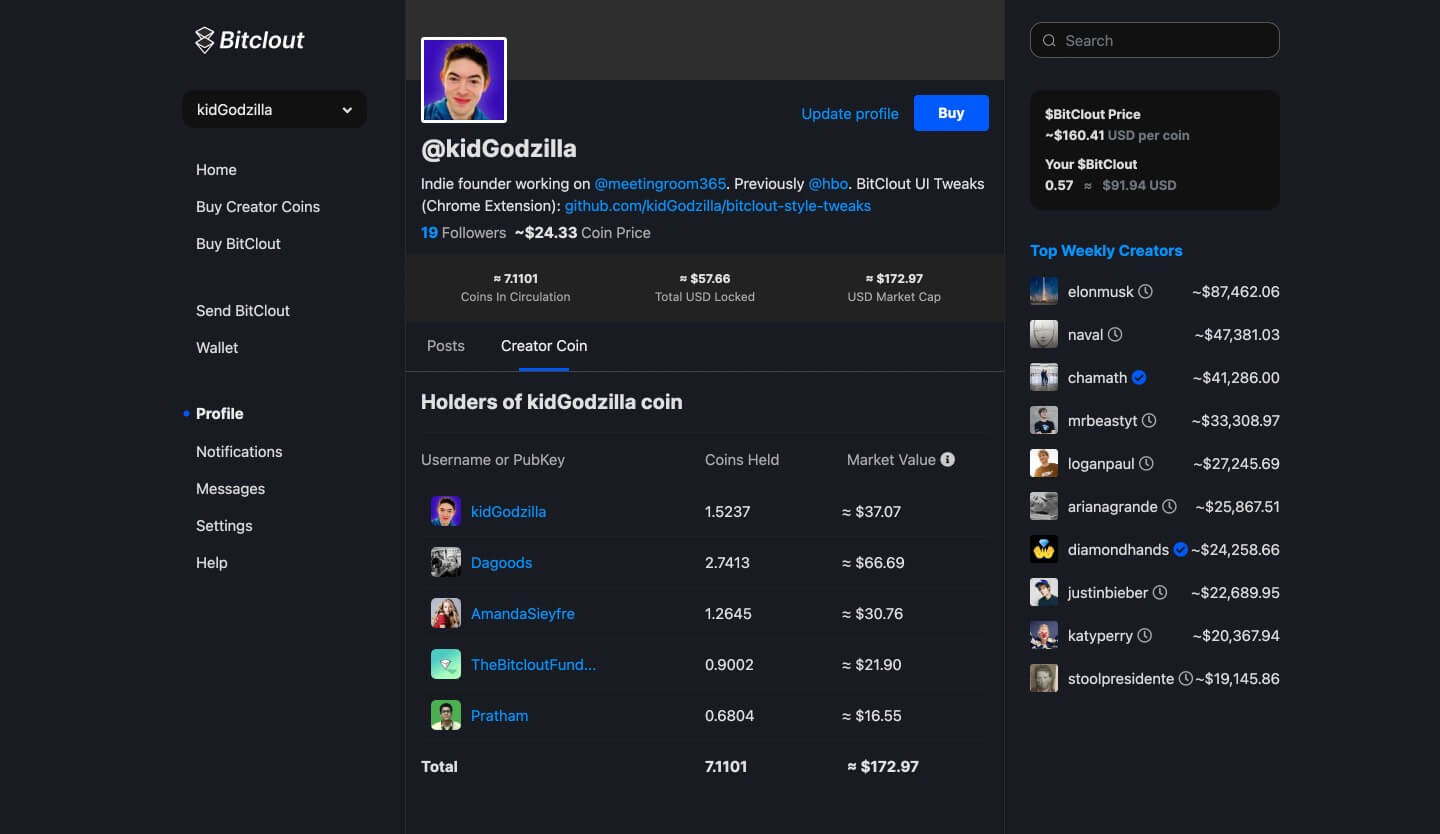 Bitclout
kidGodzilla
Home
Buy Creator Coins
Buy BitClout
Send BitClout
Wallet
Profile
Notifications
Messages
Settings
Help
Update profile
Buy
@kidGodzilla
Indie founder working on @meetingroom365. Previously @hbo. BitClout UI Tweaks
(Chrome Extension): github.com/kidGodzilla/bitclout-style-tweaks
19 Followers ~$24.33 Coin Price
≈ 7.1101 ≈ $57.66 ≈ $172.97
Coins In Circulation Total USD Locked USD Market Cap
Posts Creator Coin
Holders of kidGodzilla coin
Username or PubKey Coins Held Market Value
kidGodzilla 1.5237 ≈ $37.07
Dagoods 2.7413 ≈ $66.69
AmandaSieyfre 1.2645 ≈ $30.76
TheBitcloutFund... 0.9002 ≈ $21.90
Pratham 0.6804 ≈ $16.55
Total 7.1101 ≈ $172.97
Search
$BitClout Price
~$160.41 USD per coin
Your $BitClout
0.57 ≈ $91.94 USD
Top Weekly Creators
elonmusk ~$87,462.06
naval ~$47,381.03
chamath ~$41,286.00
mrbeastyt ~$33,308.97
loganpaul ~$27,245.69
arianagrande ~$25,867.51
diamondhands ~$24,258.66
justinbieber ~$22,689.95
katyperry ~$20,367.94
stoolpresidente ~$19,145.86